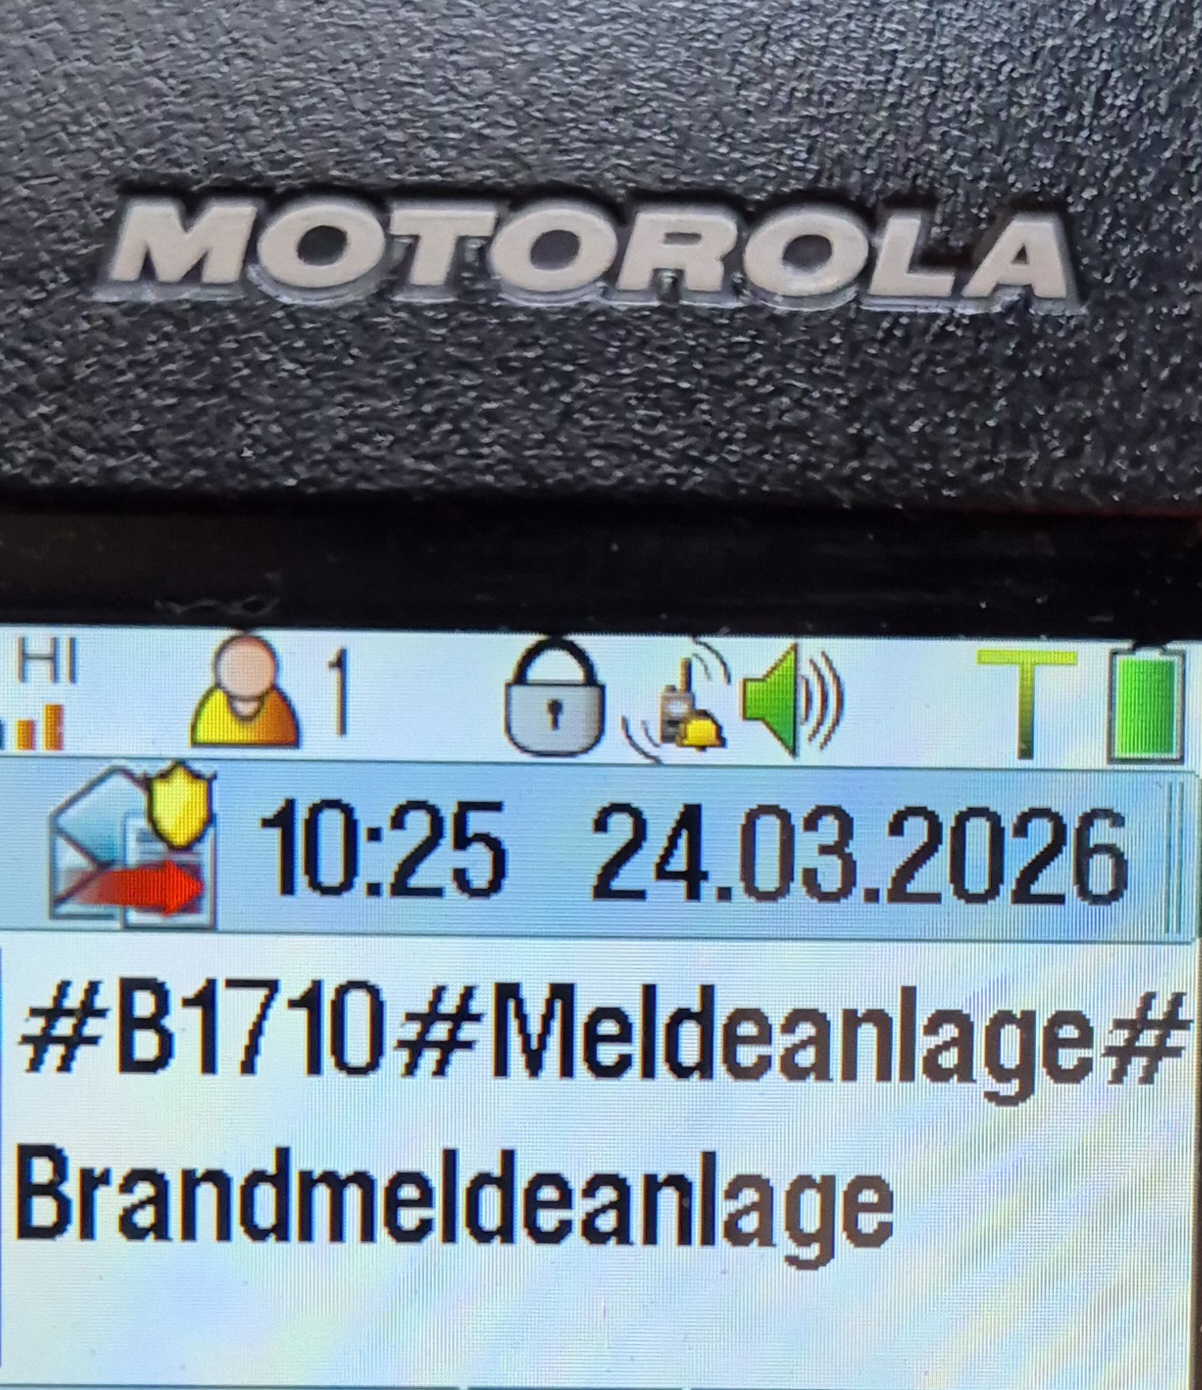 MOTOROLA
HI 1 T
10:25 24.03.2026
#B1710#Meldeanlage#
Brandmeldeanlage